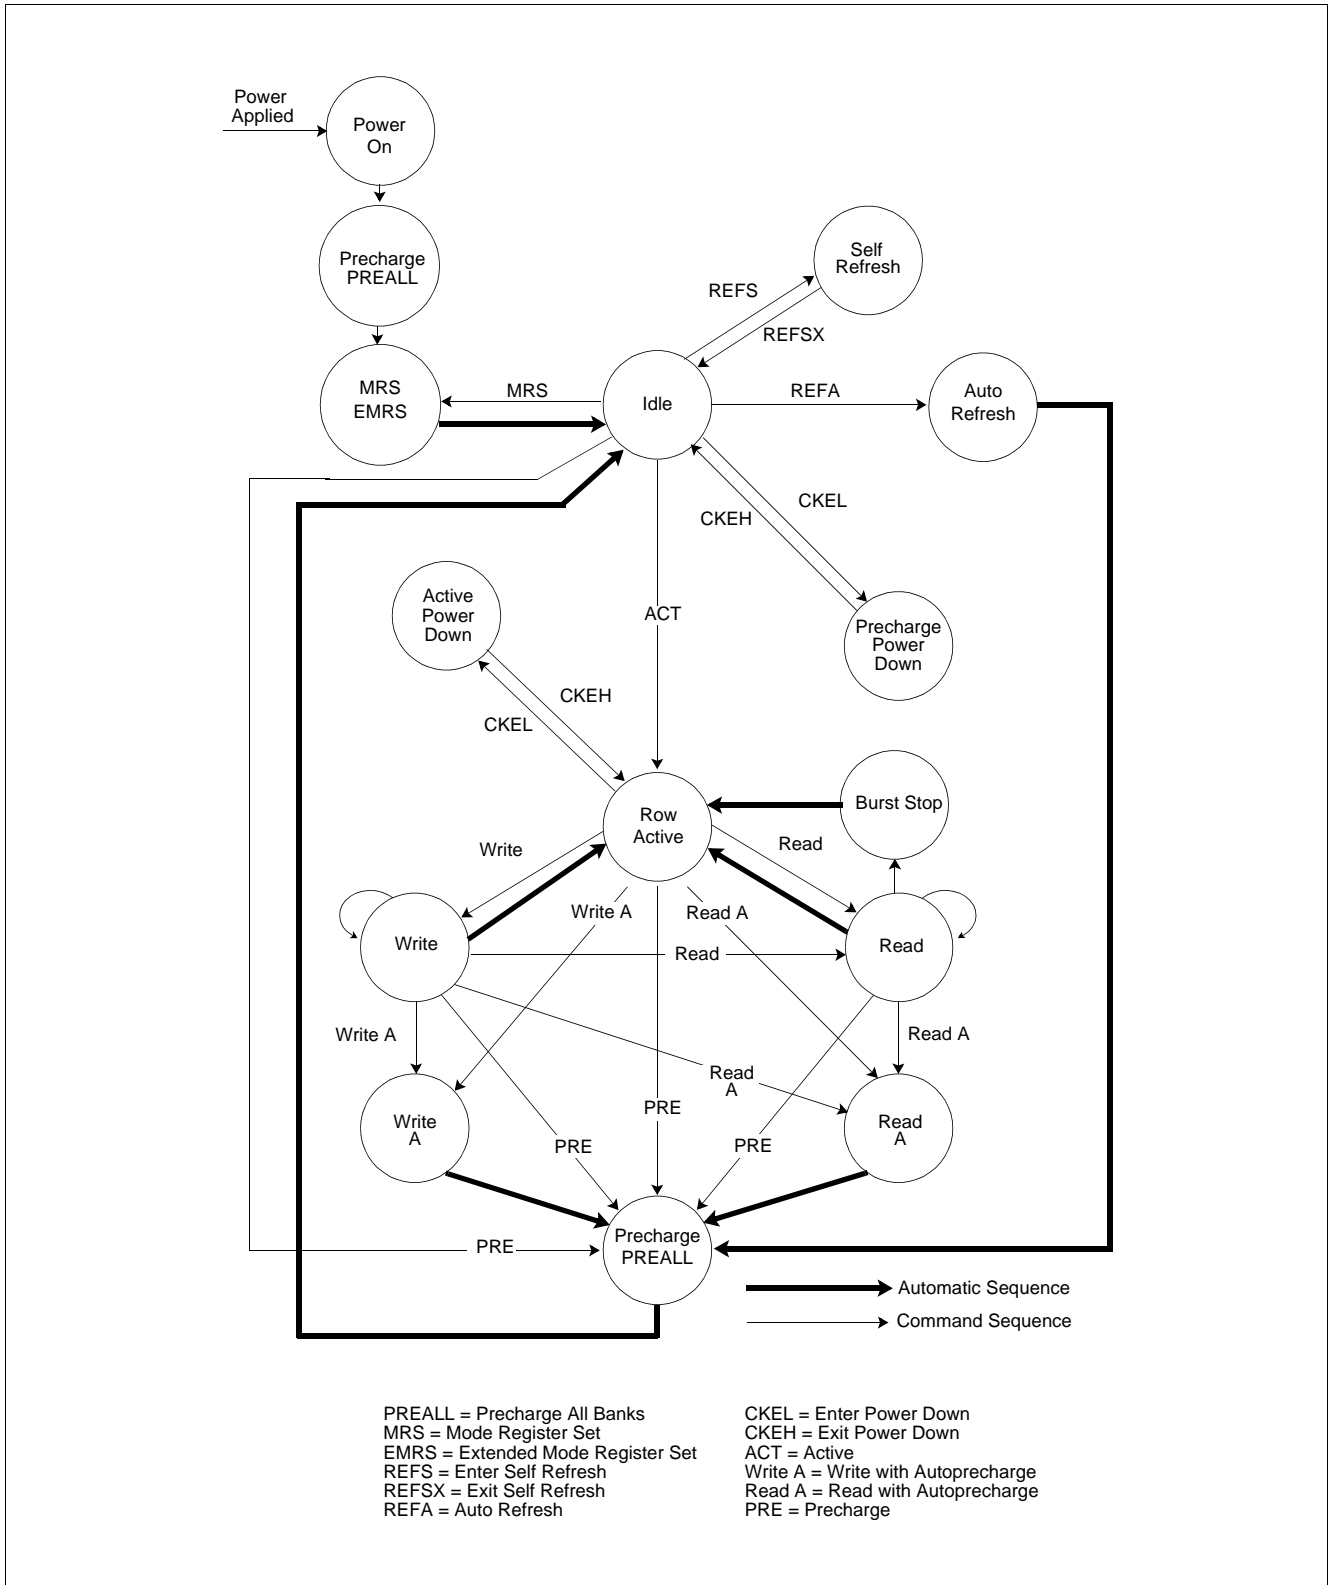 Power
Applied
Power
On
Precharge
PREALL
Self
Refresh
REFS
REFSX
MRS
EMRS
MRS
Idle
REFA
Auto
Refresh
CKEL
CKEH
Active
Power
Down
ACT
Precharge
Power
Down
CKEH
CKEL
Burst Stop
Row
Active
Write
Read
Write A
Read A
Write
Read
Read
Write A
Read A
Read
A
PRE
Write
A
Read
A
PRE
PRE
Precharge
PREALL
PRE
Automatic Sequence
Command Sequence
PREALL = Precharge All Banks
MRS = Mode Register Set
EMRS = Extended Mode Register Set
REFS = Enter Self Refresh
REFSX = Exit Self Refresh
REFA = Auto Refresh
CKEL = Enter Power Down
CKEH = Exit Power Down
ACT = Active
Write A = Write with Autoprecharge
Read A = Read with Autoprecharge
PRE = Precharge